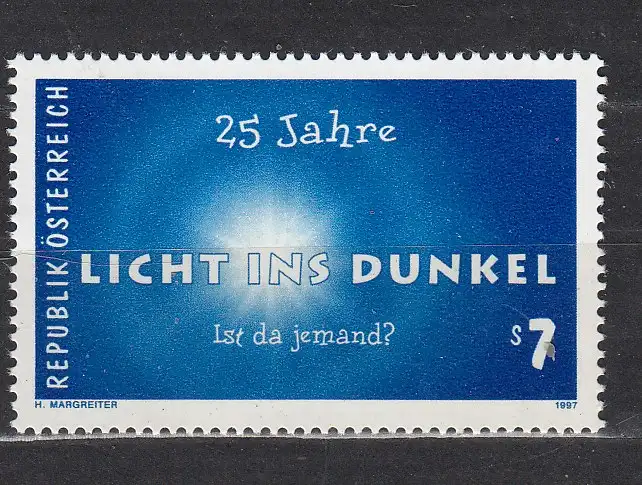 REPUBLIK ÖSTERREICH
25 Jahre
LICHT INS DUNKEL
Ist da jemand?
S 7
H. MARGREITER
1997